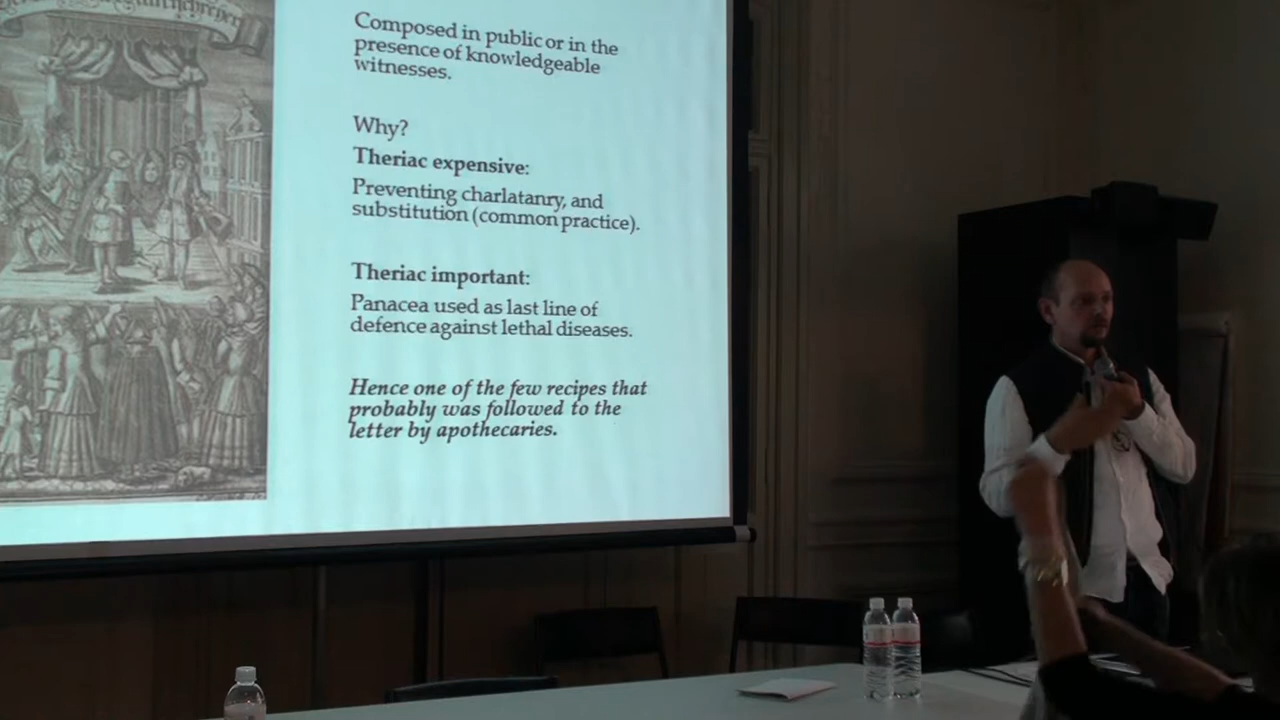 Composed in public or in the
presence of knowledgeable
witnesses.
Why?
Theriac expensive:
Preventing charlatanry, and
substitution (common practice).
Theriac important:
Panacea used as last line of
defence against lethal diseases.
Hence one of the few recipes that
probably was followed to the
letter by apothecaries.